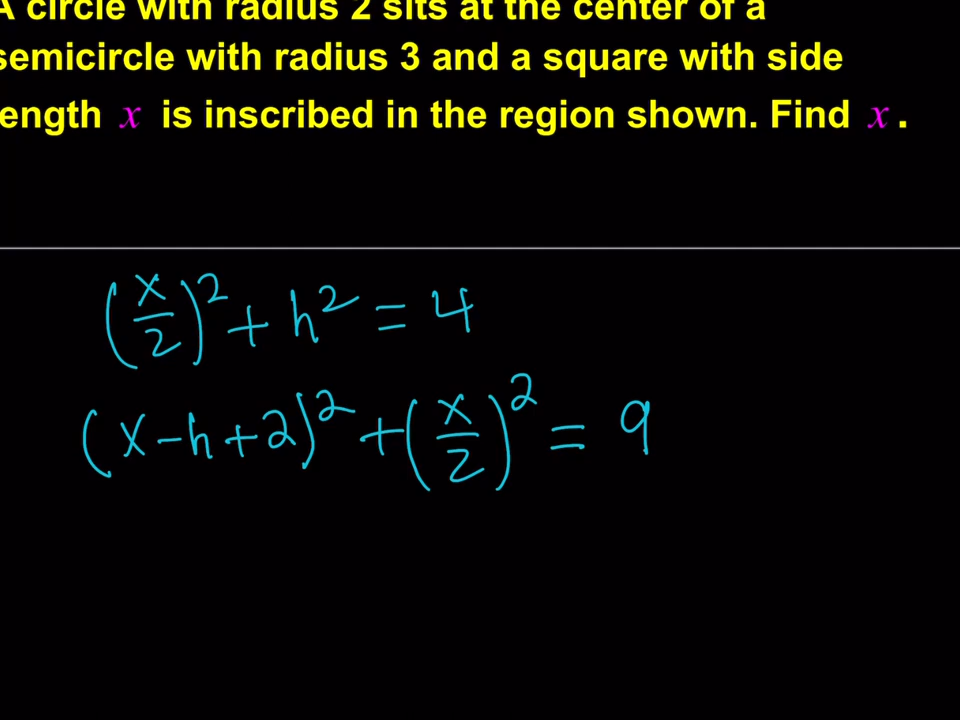 A circle with radius 2 sits at the center of a
semicircle with radius 3 and a square with side
length x is inscribed in the region shown. Find x.
(x/2)² + h² = 4
(x-h+2)² + (x/2)² = 9